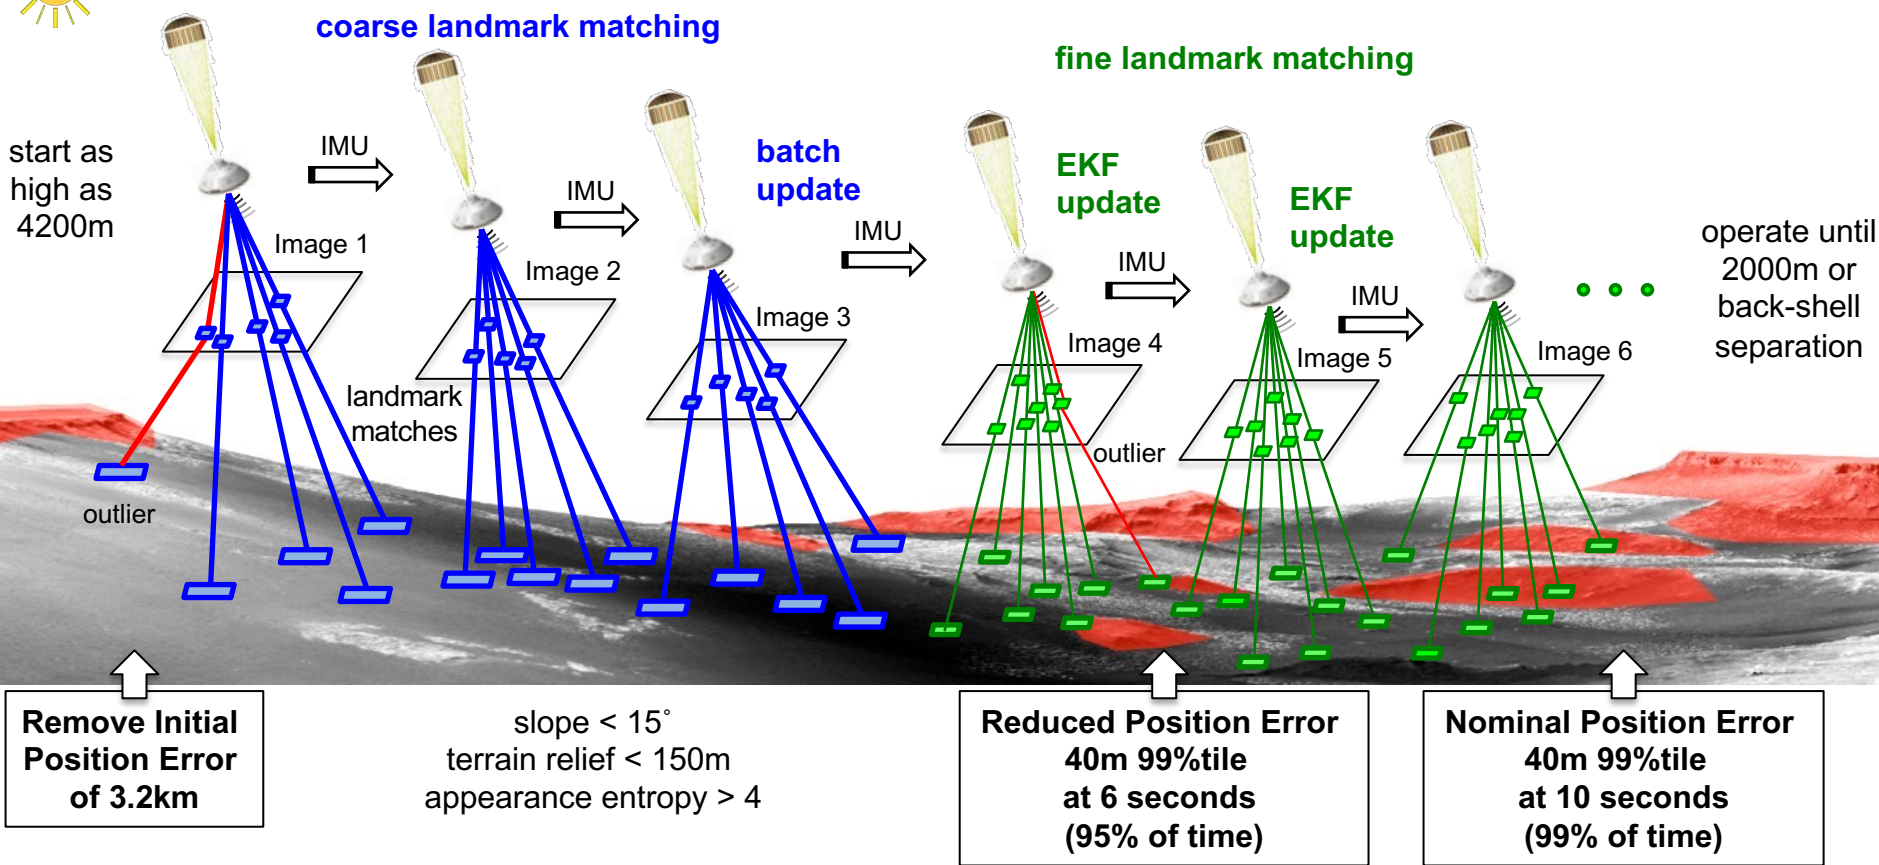 coarse landmark matching
fine landmark matching
start as
high as
4200m
IMU
IMU
batch
update
IMU
EKF
update
IMU
EKF
update
IMU
operate until
2000m or
back-shell
separation
Image 1
Image 2
Image 3
Image 4
Image 5
Image 6
landmark
matches
outlier
outlier
Remove Initial
Position Error
of 3.2km
slope < 15°
terrain relief < 150m
appearance entropy > 4
Reduced Position Error
40m 99%tile
at 6 seconds
(95% of time)
Nominal Position Error
40m 99%tile
at 10 seconds
(99% of time)